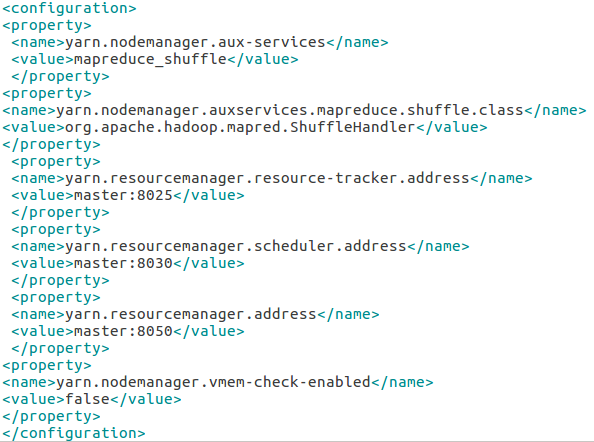 <configuration>
<property>
<name>yarn.nodemanager.aux-services</name>
<value>mapreduce_shuffle</value>
</property>
<property>
<name>yarn.nodemanager.auxservices.mapreduce.shuffle.class</name>
<value>org.apache.hadoop.mapred.ShuffleHandler</value>
</property>
<property>
<name>yarn.resourcemanager.resource-tracker.address</name>
<value>master:8025</value>
</property>
<property>
<name>yarn.resourcemanager.scheduler.address</name>
<value>master:8030</value>
</property>
<property>
<name>yarn.resourcemanager.address</name>
<value>master:8050</value>
</property>
<property>
<name>yarn.nodemanager.vmem-check-enabled</name>
<value>false</value>
</property>
</configuration>